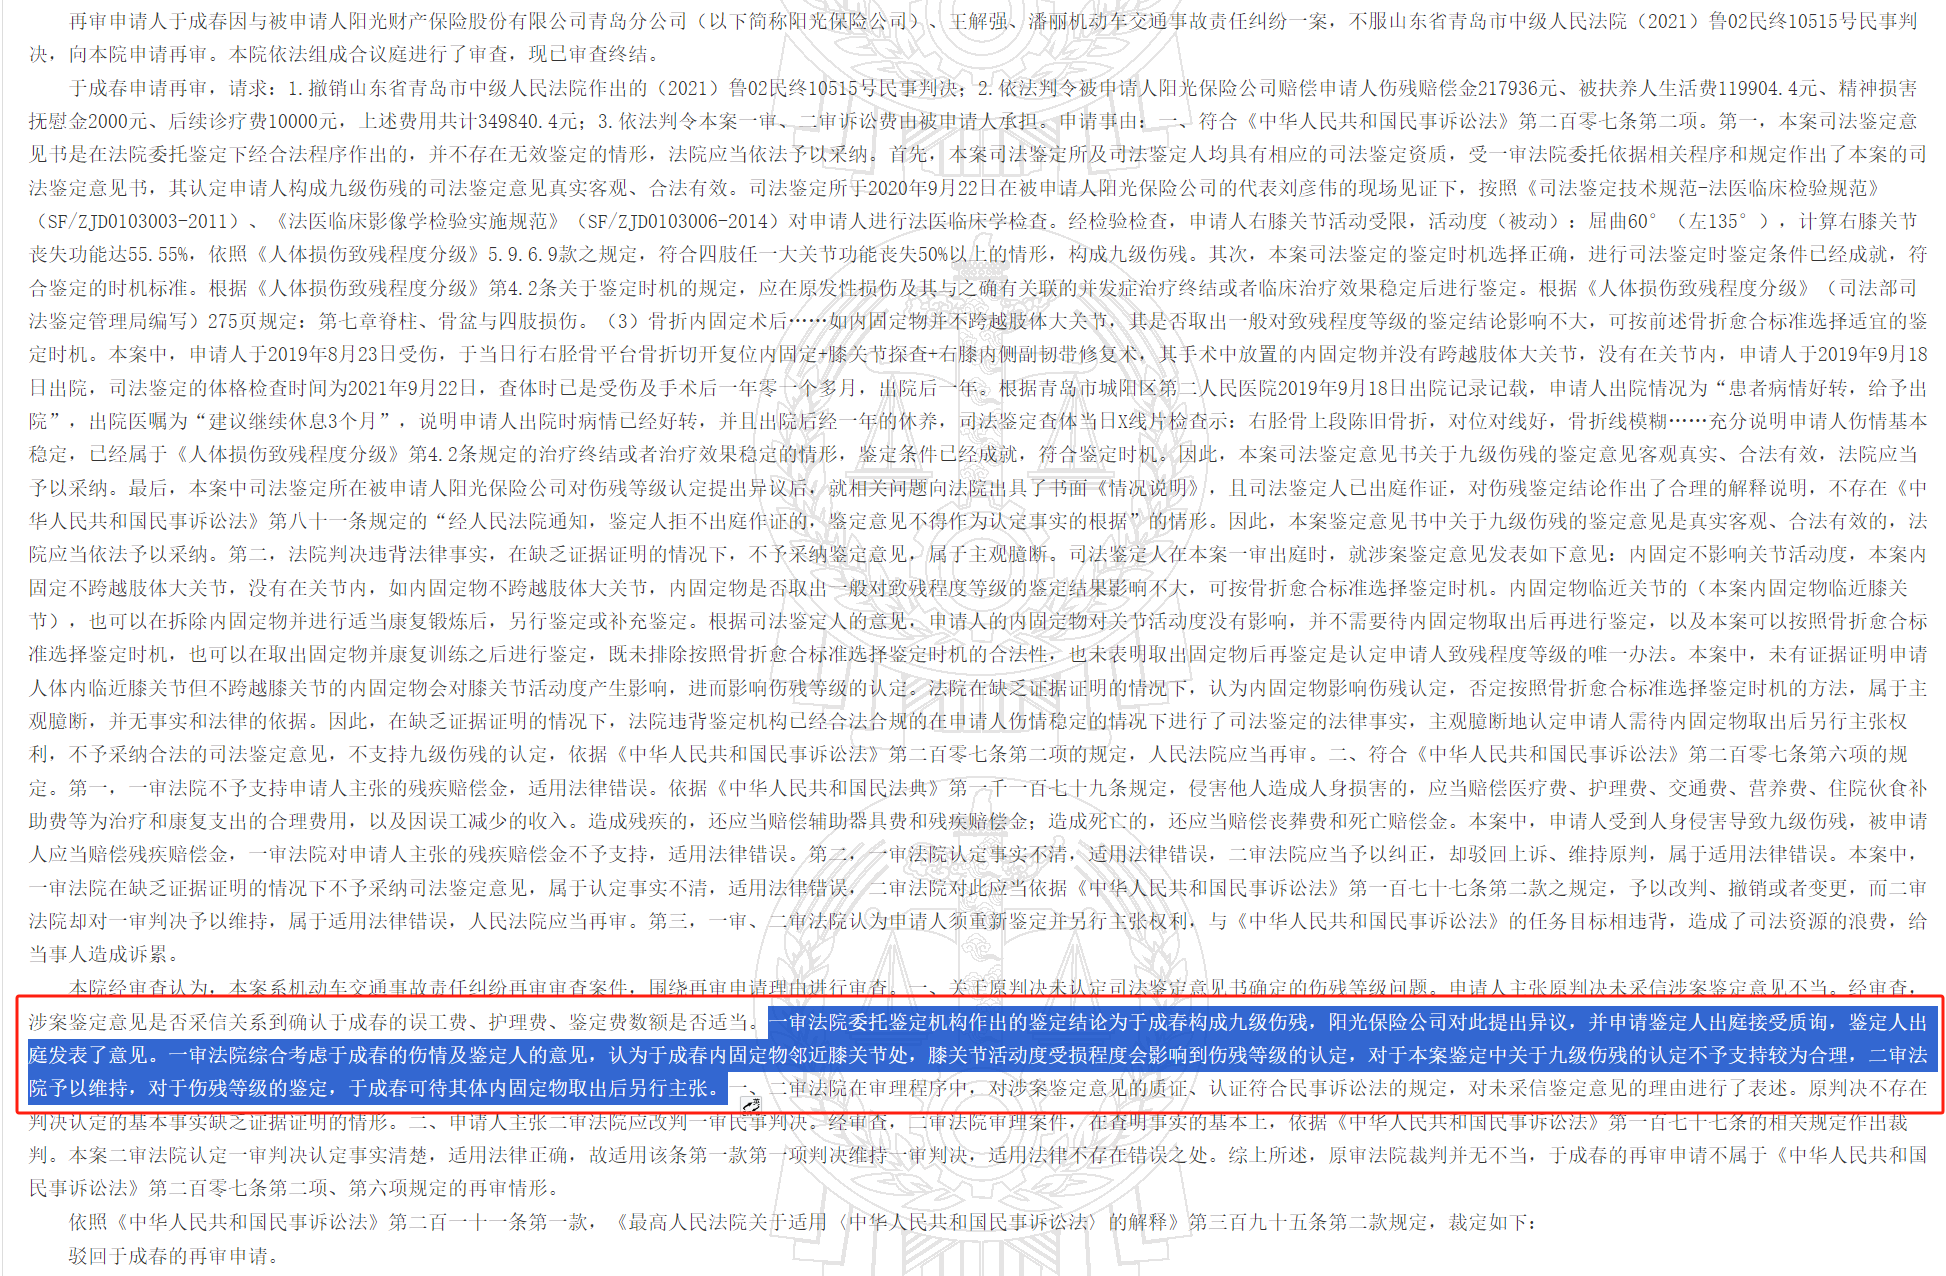 再审申请人于成春因与被申请人阳光财产保险股份有限公司青岛分公司（以下简称阳光保险公司）、王解强、潘丽机动车交通事故责任纠纷一案，不服山东省青岛市中级人民法院（2021）鲁02民终10515号民事判
决，向本院申请再审。本院依法组成合议庭进行了审查，现已审查终结。
于成春申请再审，请求：1.撤销山东省青岛市中级人民法院作出的（2021）鲁02民终10515号民事判决；2.依法判令被申请人阳光保险公司赔偿申请人伤残赔偿金217936元、被扶养人生活费119904.4元、精神损害
抚慰金2000元、后续诊疗费10000元，上述费用共计349840.4元；3.依法判令本案一审、二审诉讼费由被申请人承担。申请事由：一、符合《中华人民共和国民事诉讼法》第二百零七条第二项。第一，本案司法鉴定意
见书是在法院委托鉴定下经合法程序作出的，并不存在无效鉴定的情形，法院应当依法予以采纳。首先，本案司法鉴定所及司法鉴定人均具有相应的司法鉴定资质，受一审法院委托依据相关程序和规定作出了本案的司
法鉴定意见书，其认定申请人构成九级伤残的司法鉴定意见真实客观、合法有效。司法鉴定所于2020年9月22日在被申请人阳光保险公司的代表刘彦伟的现场见证下，按照《司法鉴定技术规范-法医临床检验规范》
（SF/ZJD0103003-2011）、《法医临床影像学检验实施规范》（SF/ZJD0103006-2014）对申请人进行法医临床学检查。经检验检查，申请人右膝关节活动受限，活动度（被动）：屈曲60°（左135°），计算右膝关节
丧失功能达55.55%，依照《人体损伤致残程度分级》5.9.6.9款之规定，符合四肢任一大关节功能丧失50%以上的情形，构成九级伤残。其次，本案司法鉴定的鉴定时机选择正确，进行司法鉴定时鉴定条件已经成就，符
合鉴定的时机标准。根据《人体损伤致残程度分级》第4.2条关于鉴定时机的规定，应在原发性损伤及其与之确有关联的并发症治疗终结或者临床治疗效果稳定后进行鉴定。根据《人体损伤致残程度分级》（司法部司
法鉴定管理局编写）275页规定：第七章脊柱、骨盆与四肢损伤。（3）骨折内固定术后……如内固定物并不跨越肢体大关节，其是否取出一般对致残程度等级的鉴定结论影响不大，可按前述骨折愈合标准选择适宜的鉴
定时机。本案中，申请人于2019年8月23日受伤，于当日行右胫骨平台骨折切开复位内固定+膝关节探查+右膝内侧副韧带修复术，其手术中放置的内固定物并没有跨越肢体大关节，没有在关节内，申请人于2019年9月18
日出院，司法鉴定的体格检查时间为2021年9月22日，查体时已是受伤及手术后一年零一个多月，出院后一年。根据青岛市城阳区第二人民医院2019年9月18日出院记录记载，申请人出院情况为“患者病情好转，给予出
院”，出院医嘱为“建议继续休息3个月”，说明申请人出院时病情已经好转，并且出院后经一年的休养，司法鉴定查体当日X线片检查示：右胫骨上段陈旧骨折，对位对线好，骨折线模糊……充分说明申请人伤情基本
稳定，已经属于《人体损伤致残程度分级》第4.2条规定的治疗终结或者治疗效果稳定的情形，鉴定条件已经成就，符合鉴定时机。因此，本案司法鉴定意见书关于九级伤残的鉴定意见客观真实、合法有效，法院应当
予以采纳。最后，本案中司法鉴定所在被申请人阳光保险公司对伤残等级认定提出异议后，就相关问题向法院出具了书面《情况说明》，且司法鉴定人已出庭作证，对伤残鉴定结论作出了合理的解释说明，不存在《中
华人民共和国民事诉讼法》第八十一条规定的“经人民法院通知，鉴定人拒不出庭作证的，鉴定意见不得作为认定事实的根据”的情形。因此，本案鉴定意见书中关于九级伤残的鉴定意见是真实客观、合法有效的，法
院应当依法予以采纳。第二，法院判决违背法律事实，在缺乏证据证明的情况下，不予采纳鉴定意见，属于主观臆断。司法鉴定人在本案一审出庭时，就涉案鉴定意见发表如下意见：内固定不影响关节活动度，本案内
固定不跨越肢体大关节，没有在关节内，如内固定物不跨越肢体大关节，内固定物是否取出一般对致残程度等级的鉴定结果影响不大，可按骨折愈合标准选择鉴定时机。内固定物临近关节的（本案内固定物临近膝关
节），也可以在拆除内固定物并进行适当康复锻炼后，另行鉴定或补充鉴定。根据司法鉴定人的意见，申请人的内固定物对关节活动度没有影响，并不需要待内固定物取出后再进行鉴定，以及本案可以按照骨折愈合标
准选择鉴定时机，也可以在取出固定物并康复训练之后进行鉴定，既未排除按照骨折愈合标准选择鉴定时机的合法性，也未表明取出固定物后再鉴定是认定申请人致残程度等级的唯一办法。本案中，未有证据证明申请
人体内临近膝关节但不跨越膝关节的内固定物会对膝关节活动度产生影响，进而影响伤残等级的认定。法院在缺乏证据证明的情况下，认为内固定物影响伤残认定，否定按照骨折愈合标准选择鉴定时机的方法，属于主
观臆断，并无事实和法律的依据。因此，在缺乏证据证明的情况下，法院违背鉴定机构已经合法合规的在申请人伤情稳定的情况下进行了司法鉴定的法律事实，主观臆断地认定申请人需待内固定物取出后另行主张权
利，不予采纳合法的司法鉴定意见，不支持九级伤残的认定，依据《中华人民共和国民事诉讼法》第二百零七条第二项的规定，人民法院应当再审。二、符合《中华人民共和国民事诉讼法》第二百零七条第六项的规
定。第一，一审法院不予支持申请人主张的残疾赔偿金，适用法律错误。依据《中华人民共和国民法典》第一千一百七十九条规定，侵害他人造成人身损害的，应当赔偿医疗费、护理费、交通费、营养费、住院伙食补
助费等为治疗和康复支出的合理费用，以及因误工减少的收入。造成残疾的，还应当赔偿辅助器具费和残疾赔偿金；造成死亡的，还应当赔偿丧葬费和死亡赔偿金。本案中，申请人受到人身侵害导致九级伤残，被申请
人应当赔偿残疾赔偿金，一审法院对申请人主张的残疾赔偿金不予支持，适用法律错误。第二，一审法院认定事实不清，适用法律错误，二审法院应当予以纠正，却驳回上诉、维持原判，属于适用法律错误。本案中，
一审法院在缺乏证据证明的情况下不予采纳司法鉴定意见，属于认定事实不清，适用法律错误，二审法院对此应当依据《中华人民共和国民事诉讼法》第一百七十七条第二款之规定，予以改判、撤销或者变更，而二审
法院却对一审判决予以维持，属于适用法律错误，人民法院应当再审。第三，一审、二审法院认为申请人须重新鉴定并另行主张权利，与《中华人民共和国民事诉讼法》的任务目标相违背，造成了司法资源的浪费，给
当事人造成诉累。
本院经审查认为，本案系机动车交通事故责任纠纷再审审查案件，围绕再审申请理由进行审查。一、关于原判决未认定司法鉴定意见书确定的伤残等级问题。申请人主张原判决未采信涉案鉴定意见不当。经审查，
涉案鉴定意见是否采信关系到确认于成春的误工费、护理费、鉴定费数额是否适当。一审法院委托鉴定机构作出的鉴定结论为于成春构成九级伤残，阳光保险公司对此提出异议，并申请鉴定人出庭接受质询，鉴定人出
庭发表了意见。一审法院综合考虑于成春的伤情及鉴定人的意见，认为于成春内固定物邻近膝关节处，膝关节活动度受损程度会影响到伤残等级的认定，对于本案鉴定中关于九级伤残的认定不予支持较为合理，二审法
院予以维持，对于伤残等级的鉴定，于成春可待其体内固定物取出后另行主张。一、二审法院在审理程序中，对涉案鉴定意见的质证、认证符合民事诉讼法的规定，对未采信鉴定意见的理由进行了表述。原判决不存在
判决认定的基本事实缺乏证据证明的情形。二、申请人主张二审法院应改判一审民事判决。经审查，二审法院审理案件，在查明事实的基本上，依据《中华人民共和国民事诉讼法》第一百七十七条的相关规定作出裁
判。本案二审法院认定一审判决认定事实清楚，适用法律正确，故适用该条第一款第一项判决维持一审判决，适用法律不存在错误之处。综上所述，原审法院裁判并无不当，于成春的再审申请不属于《中华人民共和国
民事诉讼法》第二百零七条第二项、第六项规定的再审情形。
依照《中华人民共和国民事诉讼法》第二百一十一条第一款，《最高人民法院关于适用〈中华人民共和国民事诉讼法〉的解释》第三百九十五条第二款规定，裁定如下：
驳回于成春的再审申请。